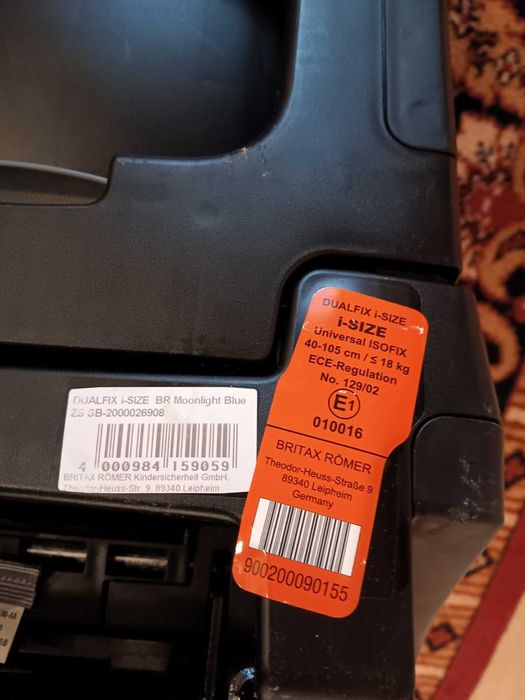 DUALFIX i-SIZE
i-SIZE
Universal ISOFIX
40-105 cm / ≤ 18 kg
ECE-Regulation
No. 129/02
E1
010016
BRITAX RÖMER
Theodor-Heuss-Straße 9
89340 Leipheim
Germany
900200090155
DUALFIX i-SIZE BR Moonlight Blue
ZS SB-2000026908
4 000984 159059
BRITAX RÖMER Kindersicherheit GmbH,
Theodor-Heuss-Str. 9, 89340 Leipheim